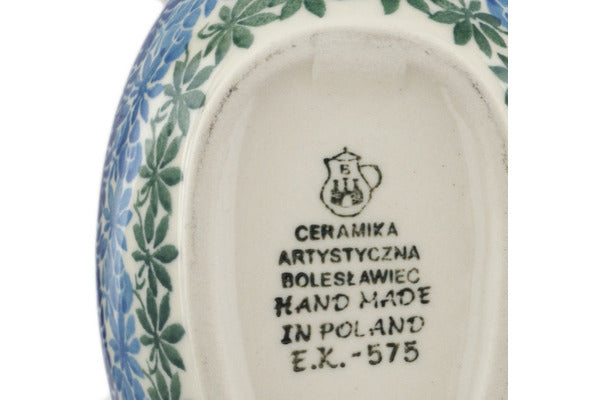 B
CERAMIKA
ARTYSTYCZNA
BOLESŁAWIEC
HAND MADE
IN POLAND
E.K.-575